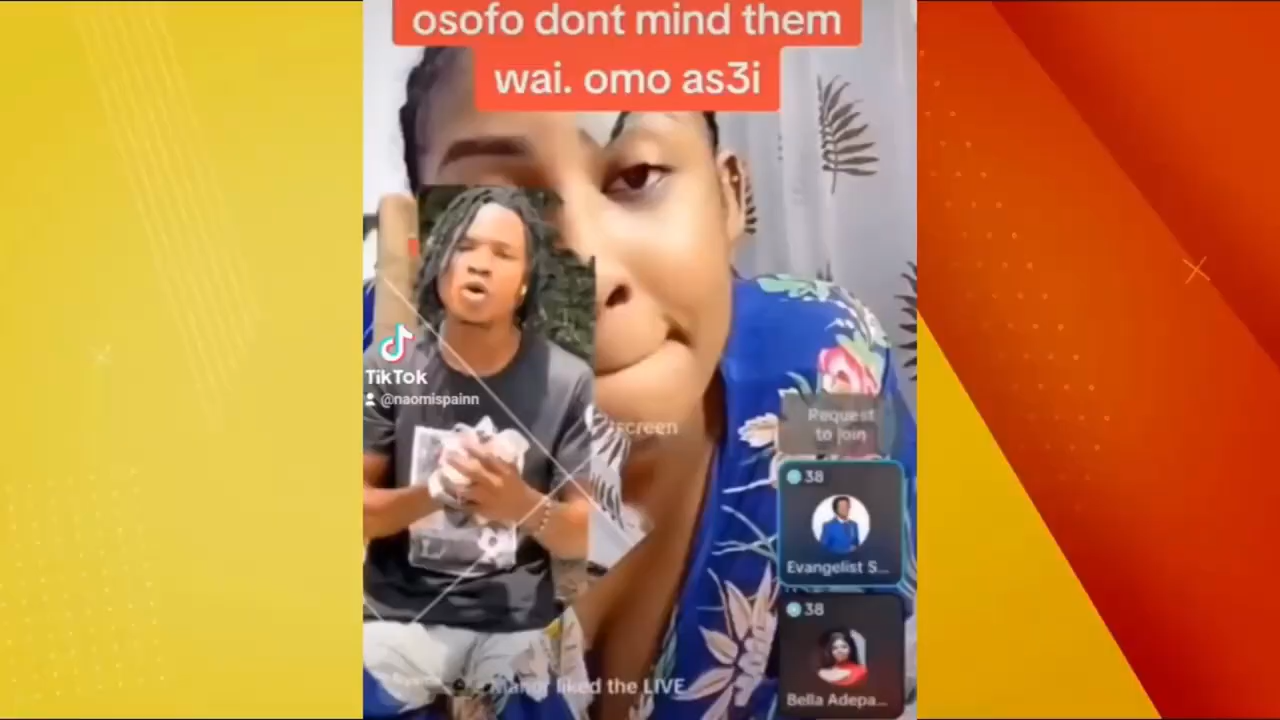 osofo dont mind them
wai. omo as3i
TikTok
@naomispainn
screen
Request
to join
38
Evangelist S...
38
Bella Adepa...
liked the LIVE